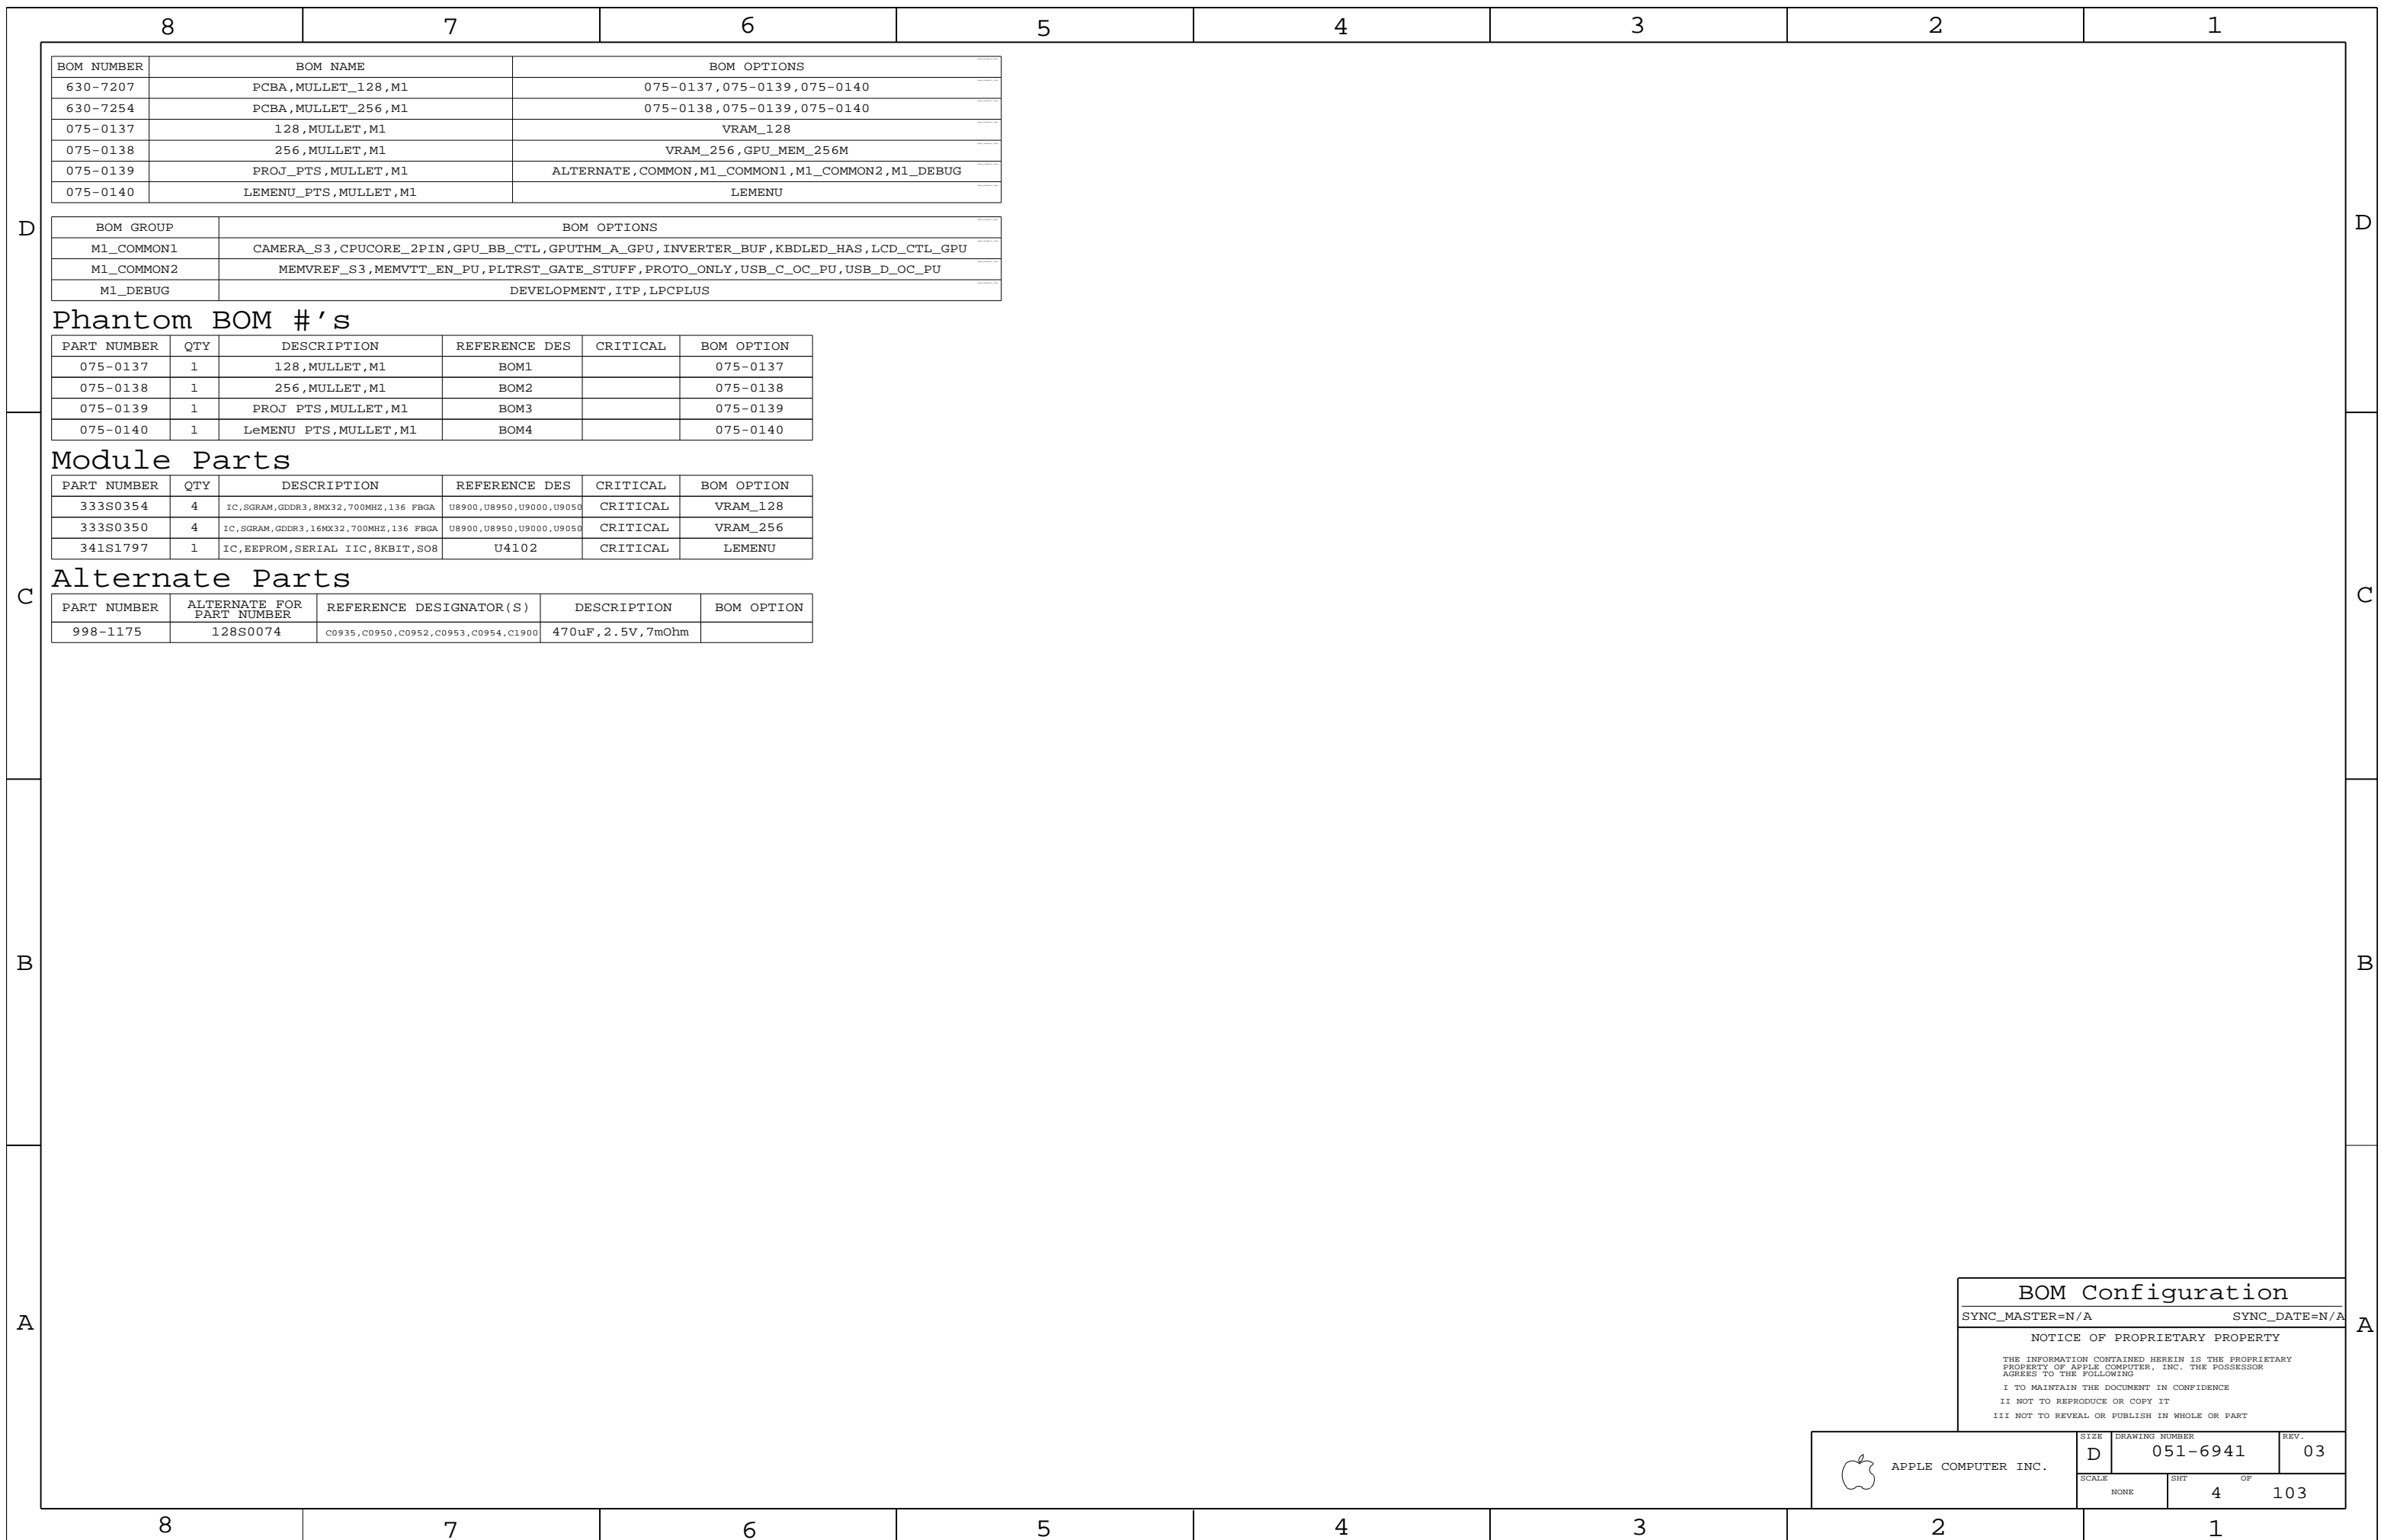 8 7 6 5 4 3 2 1
BOM NUMBER BOM NAME BOM OPTIONS
630-7207 PCBA,MULLET_128,M1 075-0137,075-0139,075-0140
630-7254 PCBA,MULLET_256,M1 075-0138,075-0139,075-0140
075-0137 128,MULLET,M1 VRAM_128
075-0138 256,MULLET,M1 VRAM_256,GPU_MEM_256M
075-0139 PROJ_PTS,MULLET,M1 ALTERNATE,COMMON,M1_COMMON1,M1_COMMON2,M1_DEBUG
075-0140 LEMENU_PTS,MULLET,M1 LEMENU
D D
BOM GROUP BOM OPTIONS
M1_COMMON1 CAMERA_S3,CPUCORE_2PIN,GPU_BB_CTL,GPUTHM_A_GPU,INVERTER_BUF,KBDLED_HAS,LCD_CTL_GPU
M1_COMMON2 MEMVREF_S3,MEMVTT_EN_PU,PLTRST_GATE_STUFF,PROTO_ONLY,USB_C_OC_PU,USB_D_OC_PU
M1_DEBUG DEVELOPMENT,ITP,LPCPLUS
Phantom BOM #'s
PART NUMBER QTY DESCRIPTION REFERENCE DES CRITICAL BOM OPTION
075-0137 1 128,MULLET,M1 BOM1 075-0137
075-0138 1 256,MULLET,M1 BOM2 075-0138
075-0139 1 PROJ PTS,MULLET,M1 BOM3 075-0139
075-0140 1 LeMENU PTS,MULLET,M1 BOM4 075-0140
Module Parts
PART NUMBER QTY DESCRIPTION REFERENCE DES CRITICAL BOM OPTION
333S0354 4 IC,SGRAM,GDDR3,8MX32,700MHZ,136 FBGA U8900,U8950,U9000,U9050 CRITICAL VRAM_128
333S0350 4 IC,SGRAM,GDDR3,16MX32,700MHZ,136 FBGA U8900,U8950,U9000,U9050 CRITICAL VRAM_256
341S1797 1 IC,EEPROM,SERIAL IIC,8KBIT,SO8 U4102 CRITICAL LEMENU
Alternate Parts
C C
PART NUMBER ALTERNATE FOR PART NUMBER REFERENCE DESIGNATOR(S) DESCRIPTION BOM OPTION
998-1175 128S0074 C0935,C0950,C0952,C0953,C0954,C1900 470uF,2.5V,7mOhm
B B
A A
BOM Configuration
SYNC_MASTER=N/A SYNC_DATE=N/A
NOTICE OF PROPRIETARY PROPERTY
THE INFORMATION CONTAINED HEREIN IS THE PROPRIETARY
PROPERTY OF APPLE COMPUTER, INC. THE POSSESSOR
AGREES TO THE FOLLOWING
I TO MAINTAIN THE DOCUMENT IN CONFIDENCE
II NOT TO REPRODUCE OR COPY IT
III NOT TO REVEAL OR PUBLISH IN WHOLE OR PART
APPLE COMPUTER INC.
SIZE DRAWING NUMBER REV.
D 051-6941 03
SCALE SHT OF
NONE 4 103
8 7 6 5 4 3 2 1